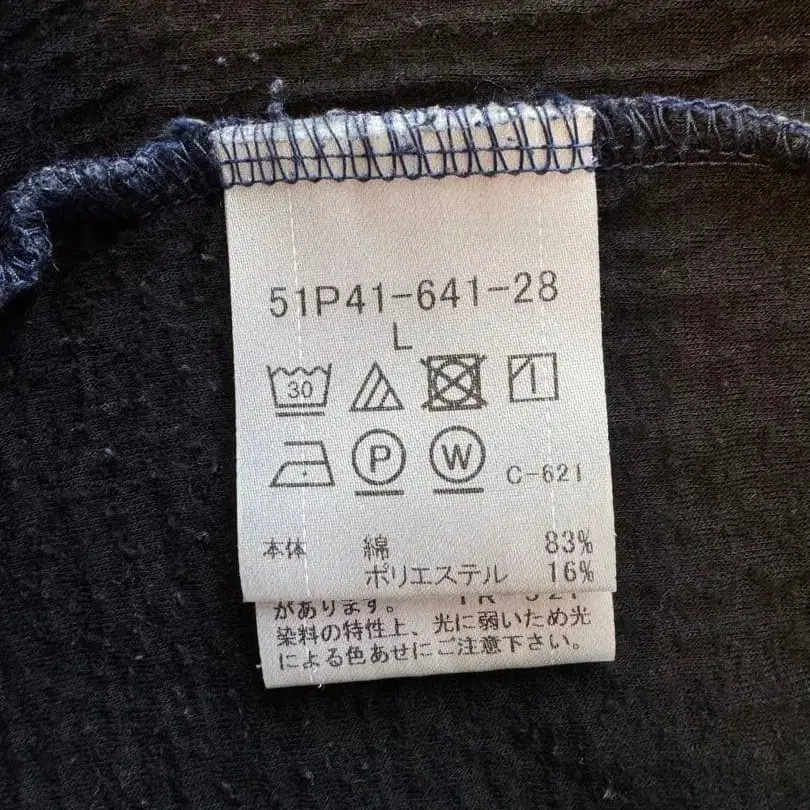 51P41-641-28
L
30
P W C-621
本体 綿 83%
ポリエステル 16%
があります。
染料の特性上、光に弱いため光
による色あせにご注意下さい。